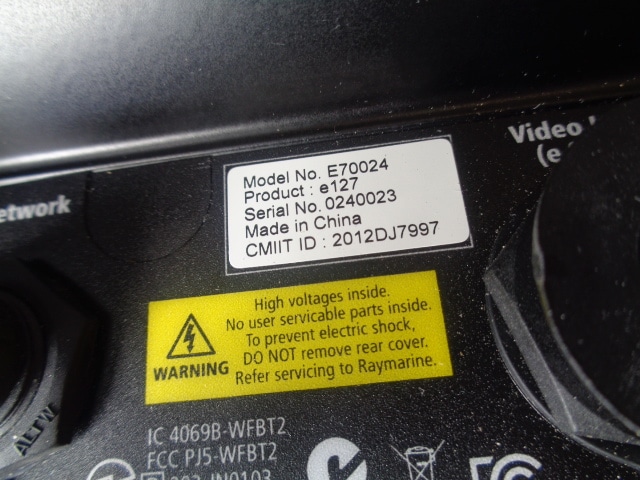 Video
(e
etwork
Model No. E70024
Product : e127
Serial No. 0240023
Made in China
CMIIT ID : 2012DJ7997
High voltages inside.
No user servicable parts inside.
To prevent electric shock,
DO NOT remove rear cover.
Refer servicing to Raymarine.
WARNING
ALTW
IC 4069B-WFBT2
FCC PJ5-WFBT2